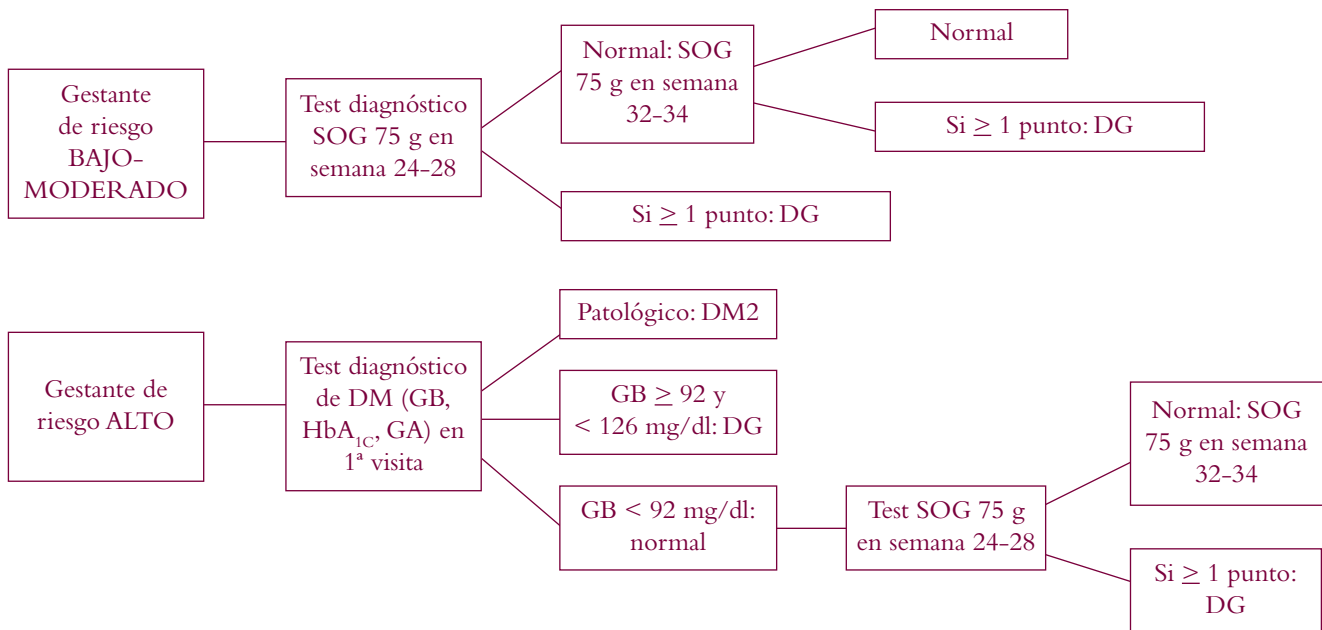 Gestante
de riesgo
BAJO-
MODERADO
Test diagnóstico
SOG 75 g en
semana 24-28
Normal: SOG
75 g en semana
32-34
Normal
Si ≥ 1 punto: DG
Si ≥ 1 punto: DG
Gestante de
riesgo ALTO
Test diagnóstico
de DM (GB,
HbA1C, GA) en
1ª visita
Patológico: DM2
GB ≥ 92 y
< 126 mg/dl: DG
GB < 92 mg/dl:
normal
Test SOG 75 g
en semana 24-28
Normal: SOG
75 g en semana
32-34
Si ≥ 1 punto:
DG